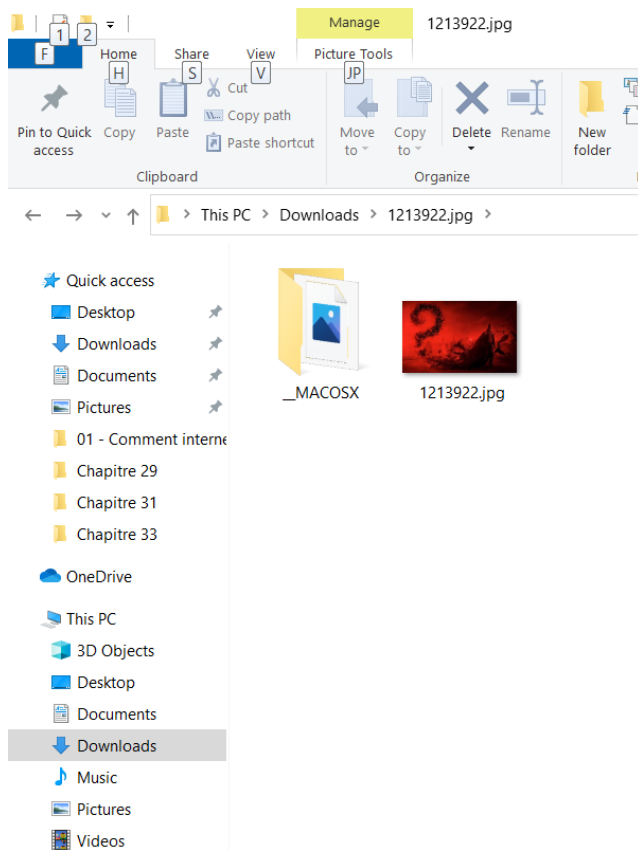 Manage 1213922.jpg
1 2
F Home Share View Picture Tools
H S V JP
Pin to Quick access
Copy
Paste
Cut
Copy path
Paste shortcut
Move to
Copy to
Delete
Rename
New folder
Clipboard
Organize
This PC > Downloads > 1213922.jpg >
Quick access
Desktop
Downloads
Documents
Pictures
01 - Comment interne
Chapitre 29
Chapitre 31
Chapitre 33
OneDrive
This PC
3D Objects
Desktop
Documents
Downloads
Music
Pictures
Videos
__MACOSX
1213922.jpg